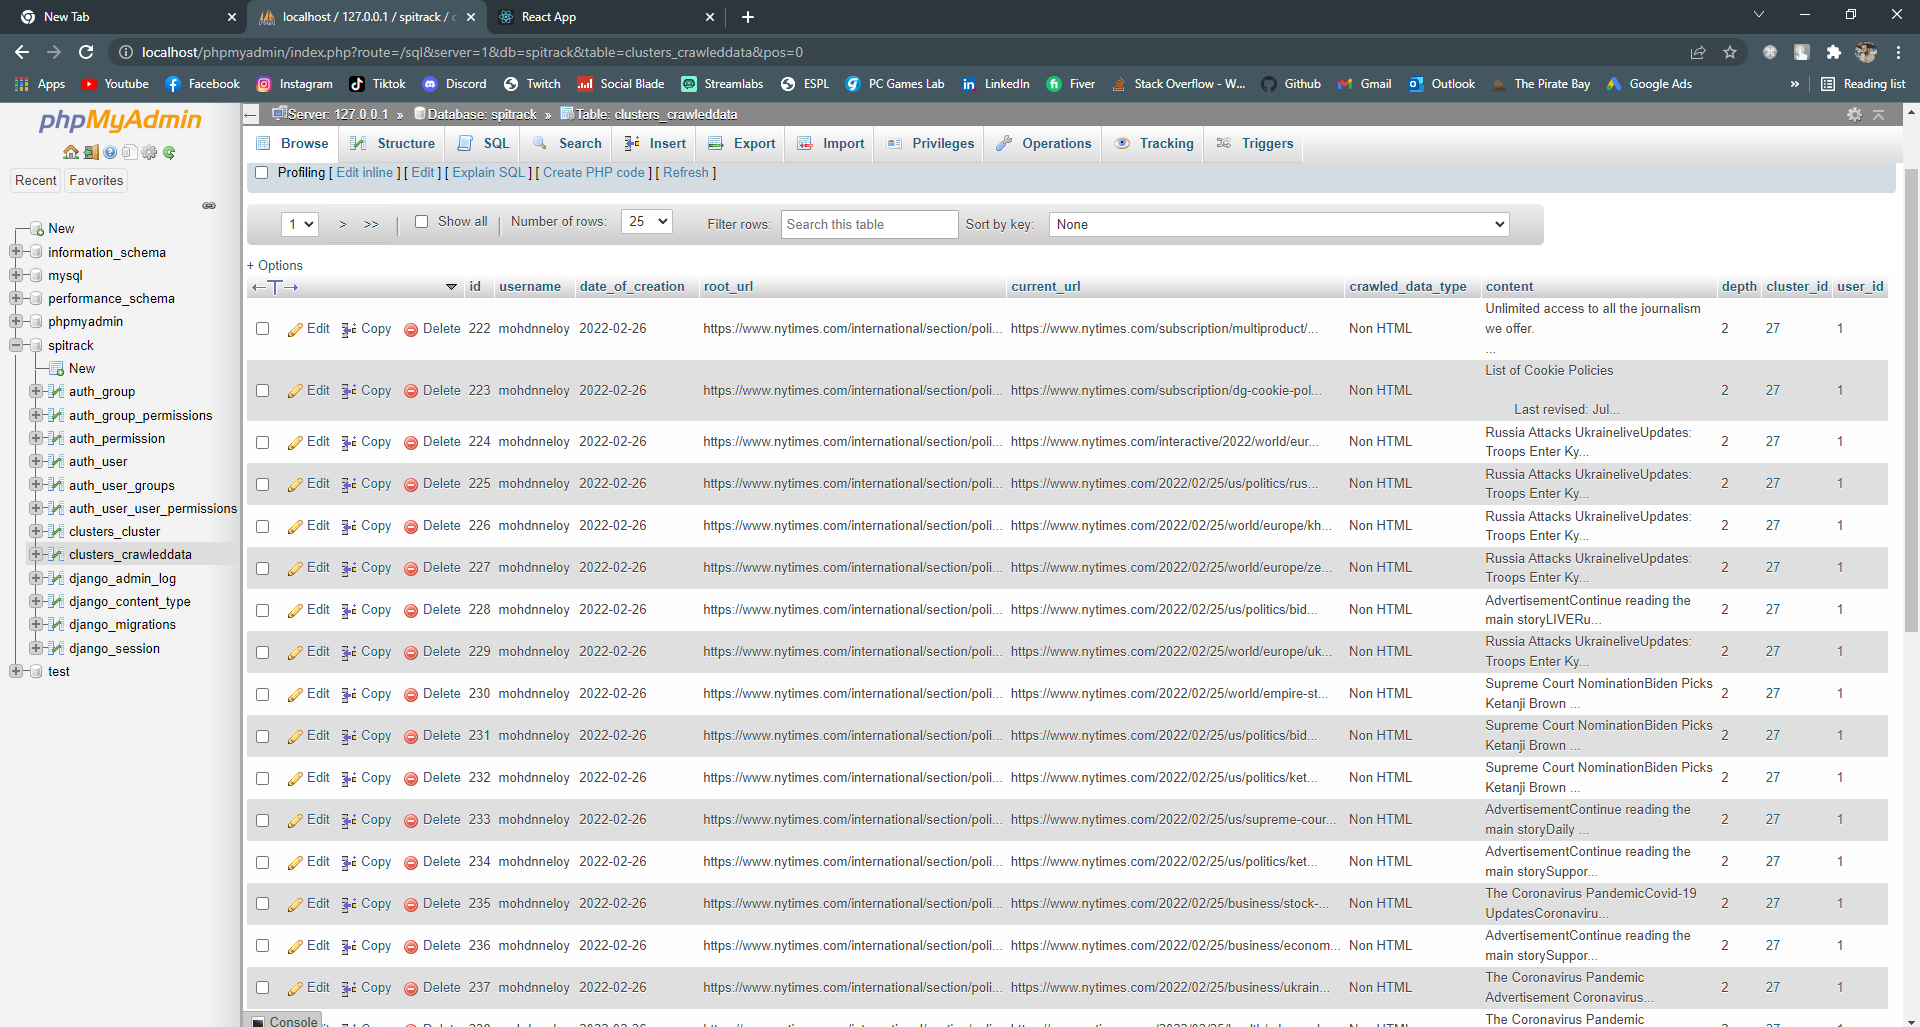 New Tab
localhost / 127.0.0.1 / spitrack / c
React App
localhost/phpmyadmin/index.php?route=/sql&server=1&db=spitrack&table=clusters_crawleddata&pos=0
Apps Youtube Facebook Instagram Tiktok Discord Twitch Social Blade Streamlabs ESPL PC Games Lab LinkedIn Fiver Stack Overflow - W... Github Gmail Outlook The Pirate Bay Google Ads » Reading list
phpMyAdmin
Recent Favorites
New
information_schema
mysql
performance_schema
phpmyadmin
spitrack
New
auth_group
auth_group_permissions
auth_permission
auth_user
auth_user_groups
auth_user_user_permissions
clusters_cluster
clusters_crawleddata
django_admin_log
django_content_type
django_migrations
django_session
test
Server: 127.0.0.1 » Database: spitrack » Table: clusters_crawleddata
Browse Structure SQL Search Insert Export Import Privileges Operations Tracking Triggers
Profiling [ Edit inline ] [ Edit ] [ Explain SQL ] [ Create PHP code ] [ Refresh ]
1 > >> Show all Number of rows: 25 Filter rows: Search this table Sort by key: None
+ Options
id username date_of_creation root_url current_url crawled_data_type content depth cluster_id user_id
Edit Copy Delete 222 mohdnneloy 2022-02-26 https://www.nytimes.com/international/section/poli... https://www.nytimes.com/subscription/multiproduct/... Non HTML Unlimited access to all the journalism 2 27 1
we offer.
...
Edit Copy Delete 223 mohdnneloy 2022-02-26 https://www.nytimes.com/international/section/poli... https://www.nytimes.com/subscription/dg-cookie-pol... Non HTML List of Cookie Policies 2 27 1
Last revised: Jul...
Edit Copy Delete 224 mohdnneloy 2022-02-26 https://www.nytimes.com/international/section/poli... https://www.nytimes.com/interactive/2022/world/eur... Non HTML Russia Attacks UkraineliveUpdates: 2 27 1
Troops Enter Ky...
Edit Copy Delete 225 mohdnneloy 2022-02-26 https://www.nytimes.com/international/section/poli... https://www.nytimes.com/2022/02/25/us/politics/rus... Non HTML Russia Attacks UkraineliveUpdates: 2 27 1
Troops Enter Ky...
Edit Copy Delete 226 mohdnneloy 2022-02-26 https://www.nytimes.com/international/section/poli... https://www.nytimes.com/2022/02/25/world/europe/kh... Non HTML Russia Attacks UkraineliveUpdates: 2 27 1
Troops Enter Ky...
Edit Copy Delete 227 mohdnneloy 2022-02-26 https://www.nytimes.com/international/section/poli... https://www.nytimes.com/2022/02/25/world/europe/ze... Non HTML Russia Attacks UkraineliveUpdates: 2 27 1
Troops Enter Ky...
Edit Copy Delete 228 mohdnneloy 2022-02-26 https://www.nytimes.com/international/section/poli... https://www.nytimes.com/2022/02/25/us/politics/bid... Non HTML AdvertisementContinue reading the 2 27 1
main storyLIVERu...
Edit Copy Delete 229 mohdnneloy 2022-02-26 https://www.nytimes.com/international/section/poli... https://www.nytimes.com/2022/02/25/world/europe/uk... Non HTML Russia Attacks UkraineliveUpdates: 2 27 1
Troops Enter Ky...
Edit Copy Delete 230 mohdnneloy 2022-02-26 https://www.nytimes.com/international/section/poli... https://www.nytimes.com/2022/02/25/world/empire-st... Non HTML Supreme Court NominationBiden Picks 2 27 1
Ketanji Brown ...
Edit Copy Delete 231 mohdnneloy 2022-02-26 https://www.nytimes.com/international/section/poli... https://www.nytimes.com/2022/02/25/us/politics/bid... Non HTML Supreme Court NominationBiden Picks 2 27 1
Ketanji Brown ...
Edit Copy Delete 232 mohdnneloy 2022-02-26 https://www.nytimes.com/international/section/poli... https://www.nytimes.com/2022/02/25/us/politics/ket... Non HTML Supreme Court NominationBiden Picks 2 27 1
Ketanji Brown ...
Edit Copy Delete 233 mohdnneloy 2022-02-26 https://www.nytimes.com/international/section/poli... https://www.nytimes.com/2022/02/25/us/supreme-cour... Non HTML AdvertisementContinue reading the 2 27 1
main storyDaily ...
Edit Copy Delete 234 mohdnneloy 2022-02-26 https://www.nytimes.com/international/section/poli... https://www.nytimes.com/2022/02/25/us/politics/ket... Non HTML AdvertisementContinue reading the 2 27 1
main storySuppor...
Edit Copy Delete 235 mohdnneloy 2022-02-26 https://www.nytimes.com/international/section/poli... https://www.nytimes.com/2022/02/25/business/stock-... Non HTML The Coronavirus PandemicCovid-19 2 27 1
UpdatesCoronaviru...
Edit Copy Delete 236 mohdnneloy 2022-02-26 https://www.nytimes.com/international/section/poli... https://www.nytimes.com/2022/02/25/business/econom... Non HTML AdvertisementContinue reading the 2 27 1
main storySuppor...
Edit Copy Delete 237 mohdnneloy 2022-02-26 https://www.nytimes.com/international/section/poli... https://www.nytimes.com/2022/02/25/business/ukrain... Non HTML The Coronavirus Pandemic 2 27 1
Advertisement Coronavirus...
The Coronavirus Pandemic
Console